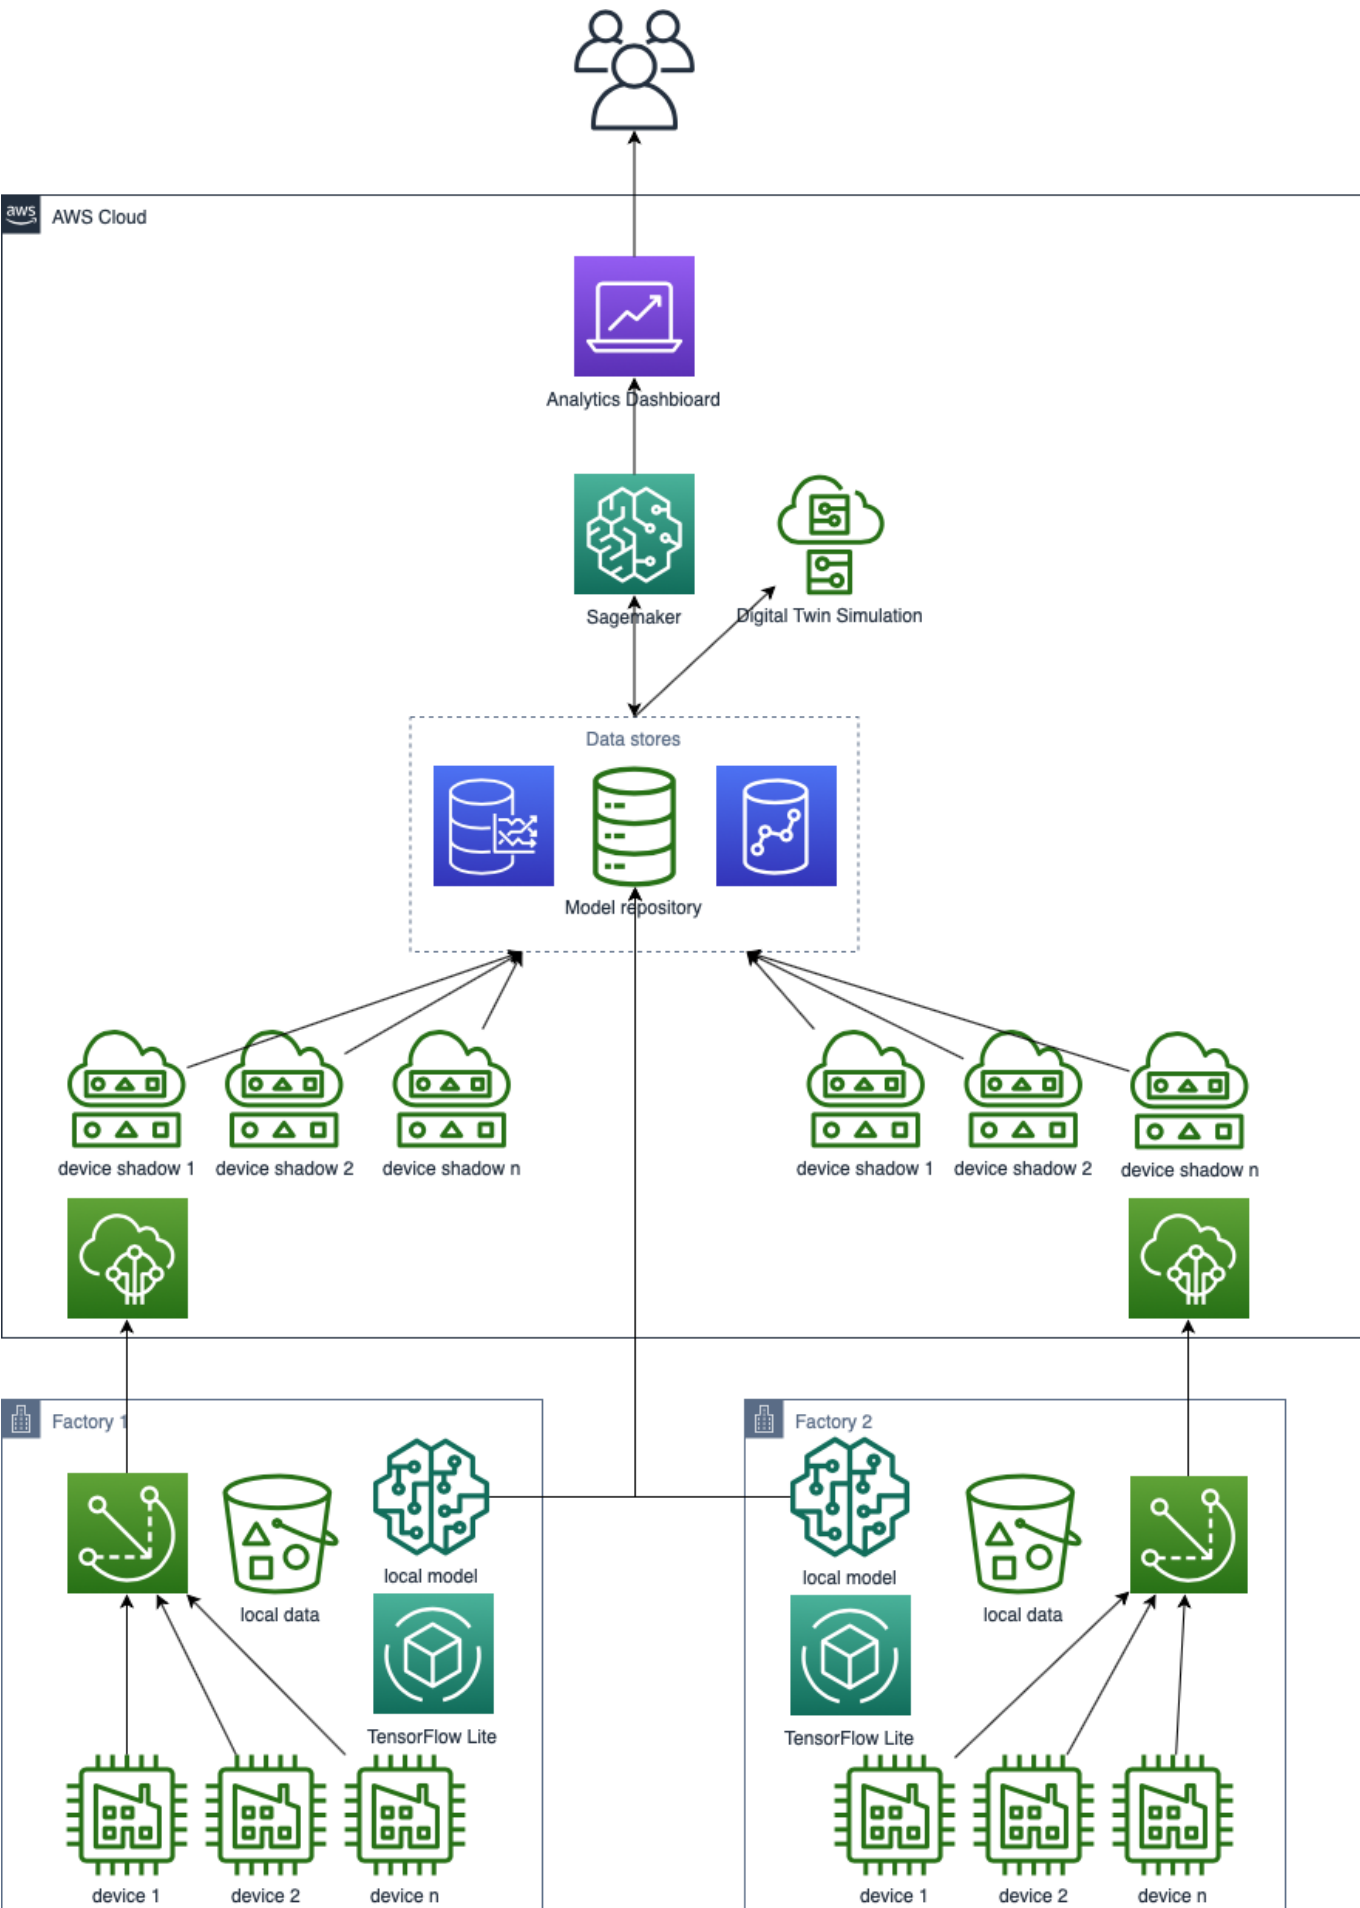 aws
AWS Cloud
Analytics Dashbioard
Sagemaker
Digital Twin Simulation
Data stores
Model repository
device shadow 1
device shadow 2
device shadow n
device shadow 1
device shadow 2
device shadow n
Factory 1
Factory 2
local model
local data
TensorFlow Lite
local model
local data
TensorFlow Lite
device 1
device 2
device n
device 1
device 2
device n